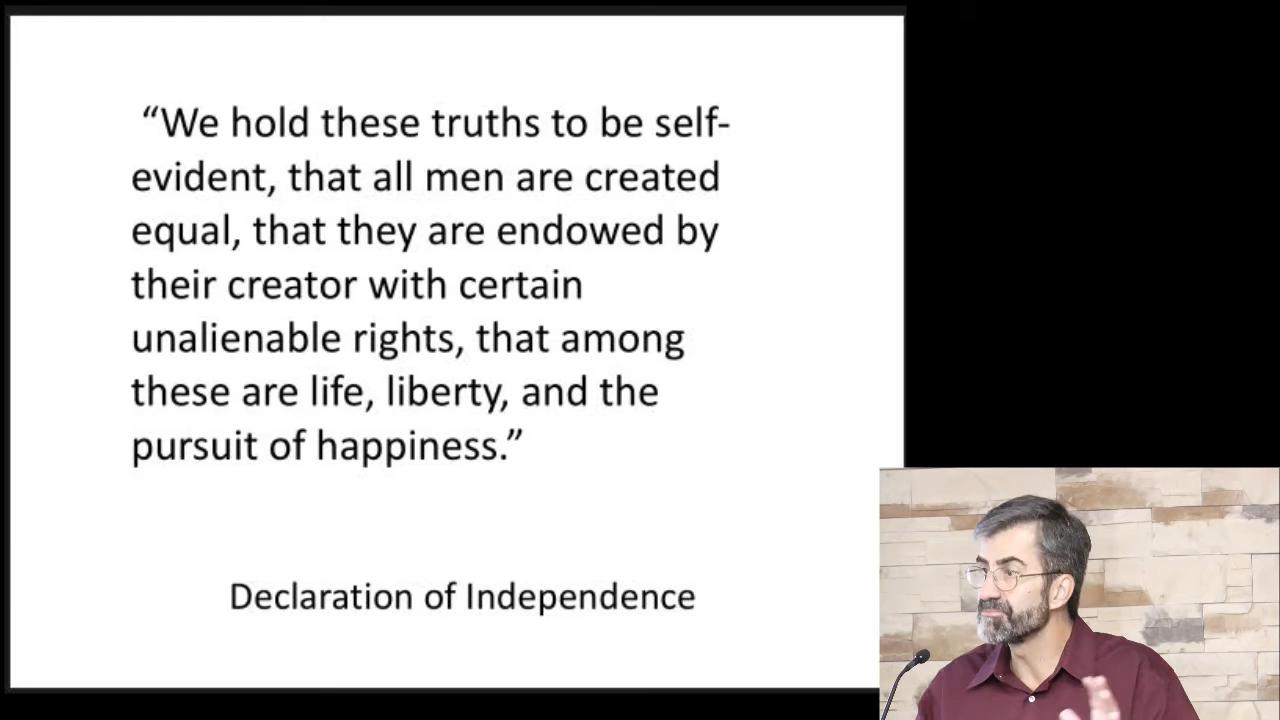 “We hold these truths to be self-
evident, that all men are created
equal, that they are endowed by
their creator with certain
unalienable rights, that among
these are life, liberty, and the
pursuit of happiness.”
Declaration of Independence